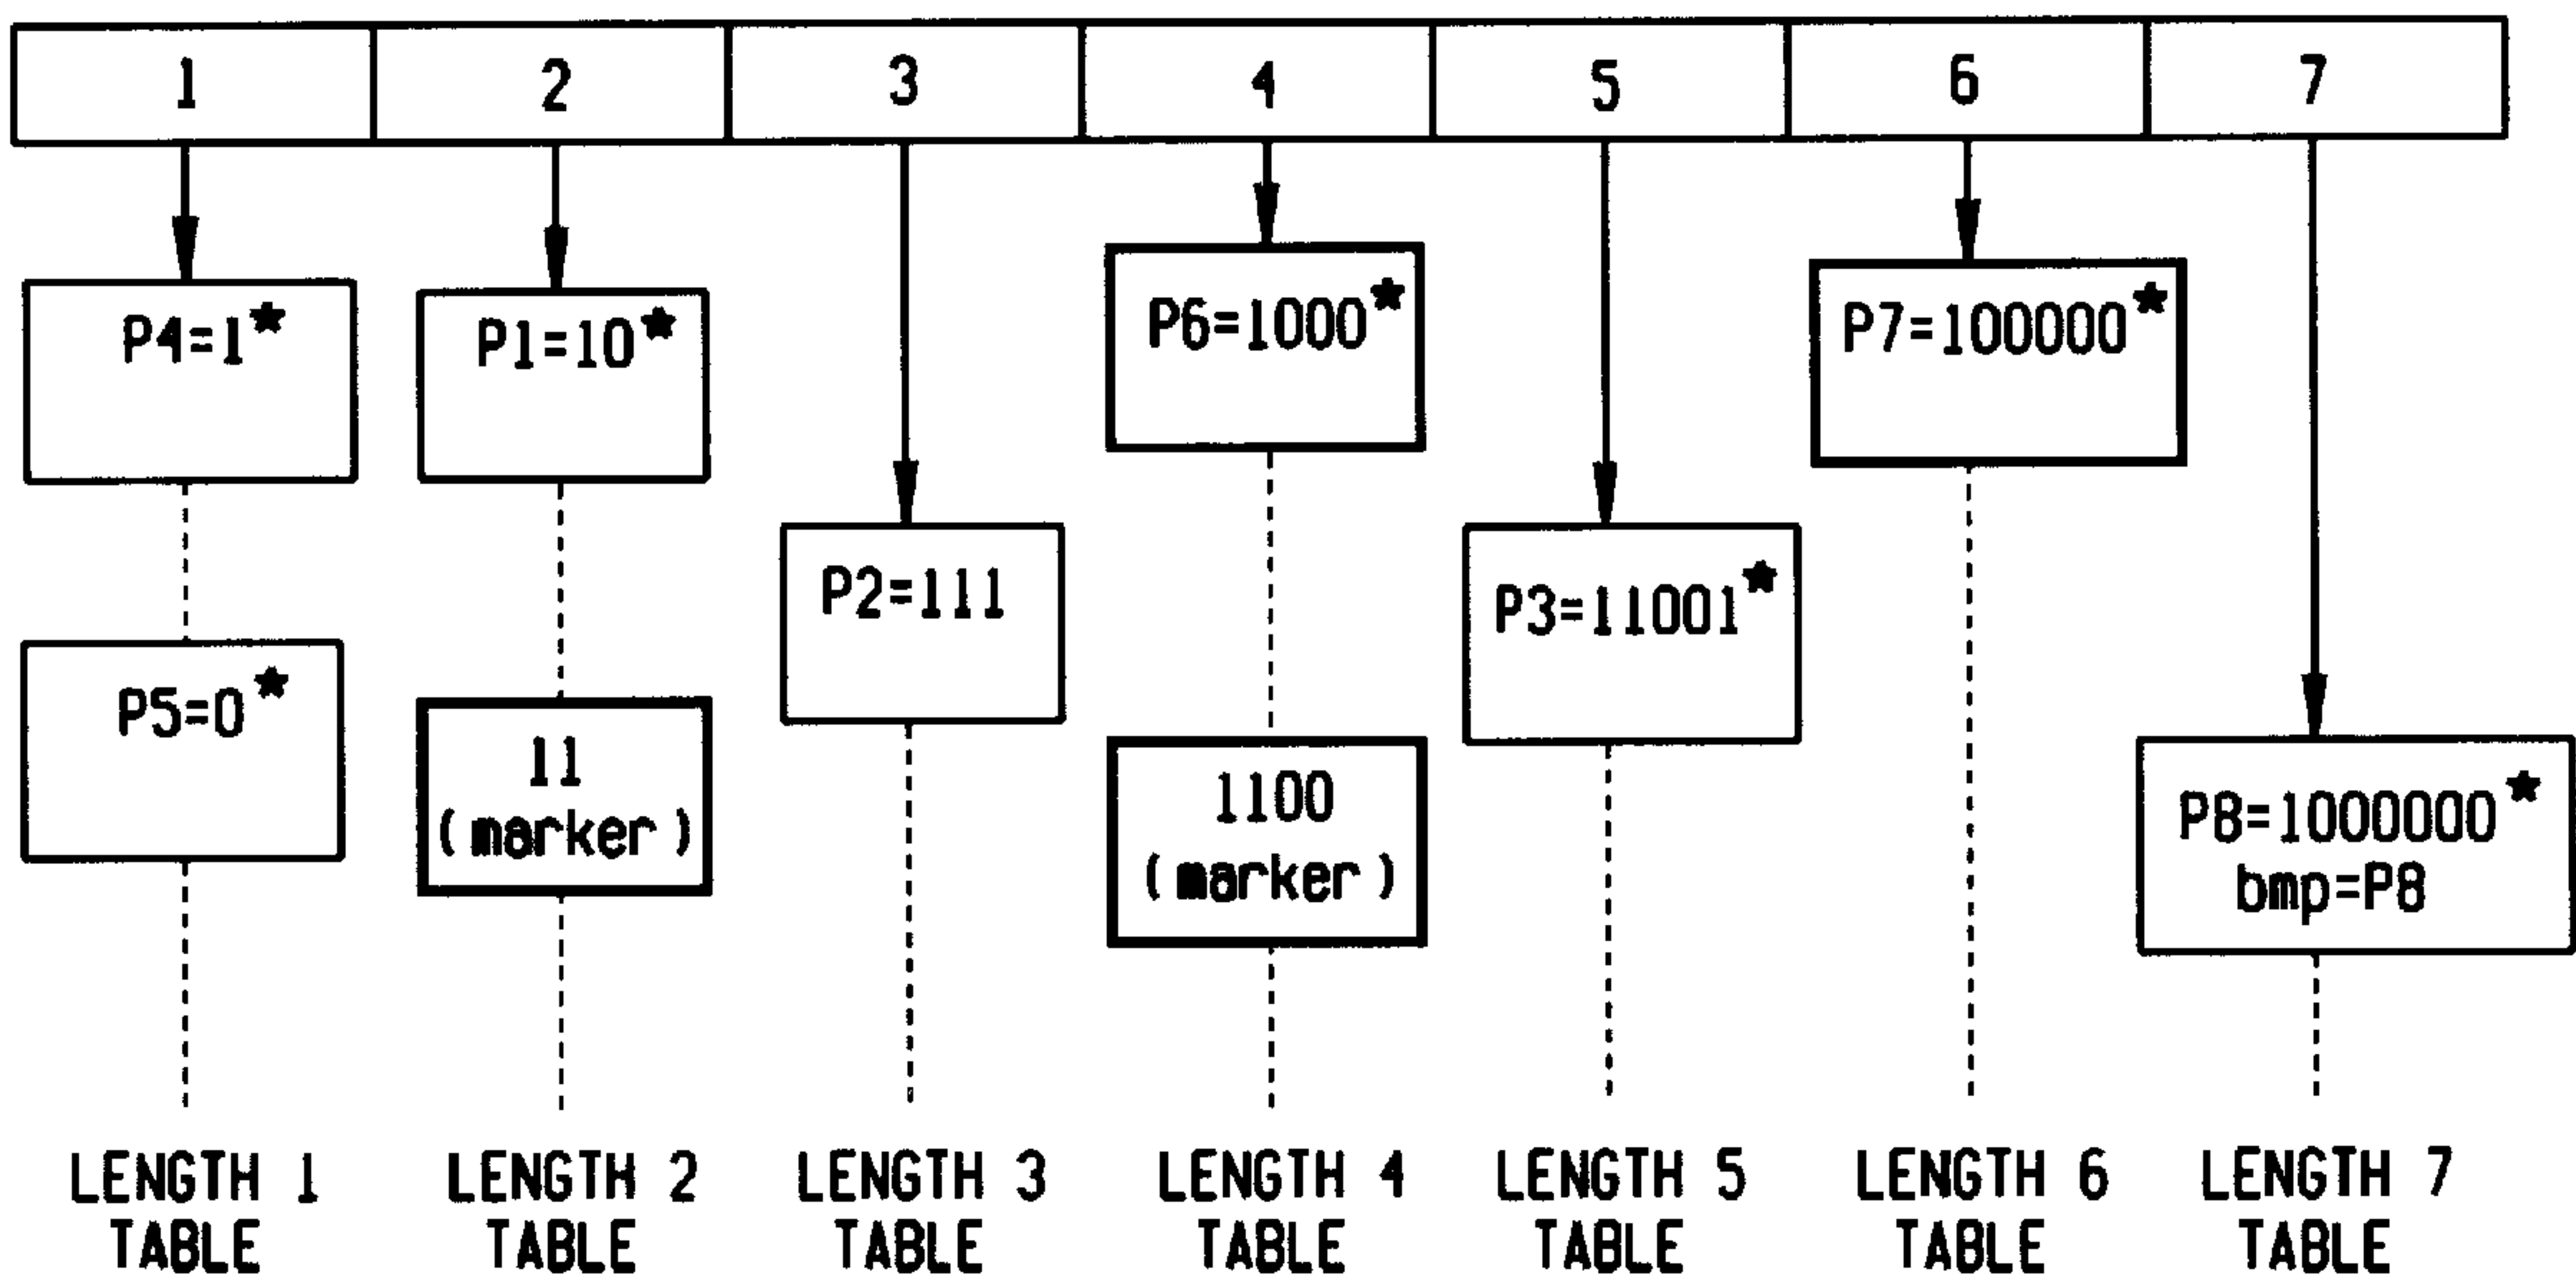 1 2 3 4 5 6 7
P4=1*
P1=10*
P6=1000*
P7=100000*
P2=111
P3=11001*
P5=0*
11
(marker)
1100
(marker)
P8=1000000*
bmp=P8
LENGTH 1
TABLE
LENGTH 2
TABLE
LENGTH 3
TABLE
LENGTH 4
TABLE
LENGTH 5
TABLE
LENGTH 6
TABLE
LENGTH 7
TABLE